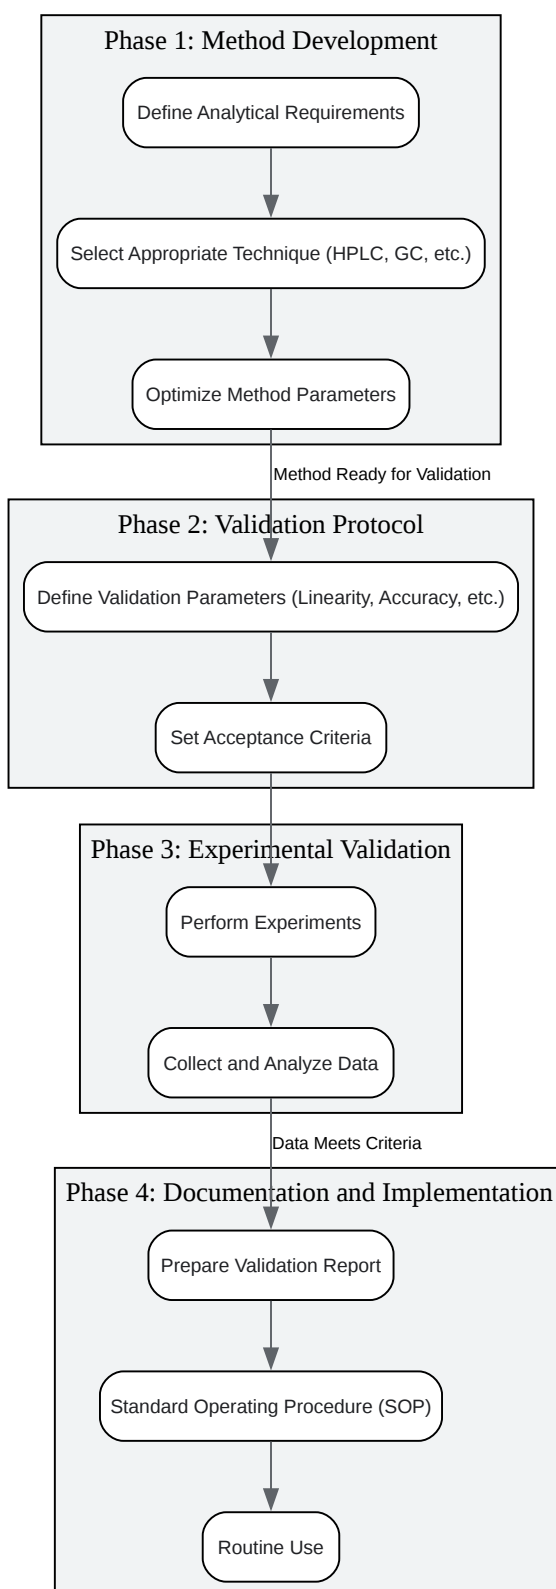 Phase 1: Method Development
Define Analytical Requirements
Select Appropriate Technique (HPLC, GC, etc.)
Optimize Method Parameters
Method Ready for Validation
Phase 2: Validation Protocol
Define Validation Parameters (Linearity, Accuracy, etc.)
Set Acceptance Criteria
Phase 3: Experimental Validation
Perform Experiments
Collect and Analyze Data
Data Meets Criteria
Phase 4: Documentation and Implementation
Prepare Validation Report
Standard Operating Procedure (SOP)
Routine Use